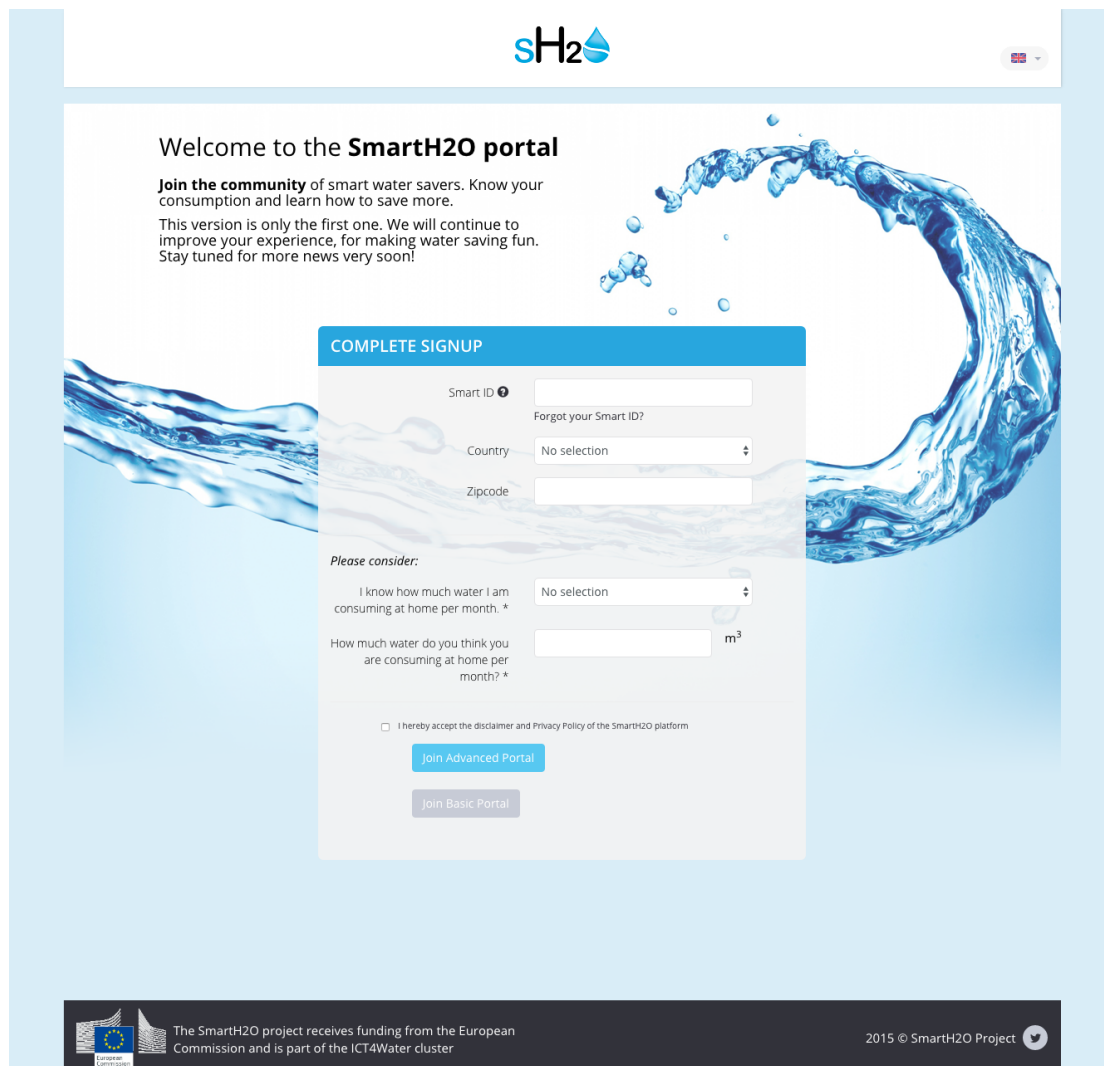 sH2
Welcome to the SmartH2O portal
Join the community of smart water savers. Know your
consumption and learn how to save more.
This version is only the first one. We will continue to
improve your experience, for making water saving fun.
Stay tuned for more news very soon!
COMPLETE SIGNUP
Smart ID ?
Forgot your Smart ID?
Country No selection
Zipcode
Please consider:
I know how much water I am
consuming at home per month. *
No selection
How much water do you think you
are consuming at home per
month? *
m³
I hereby accept the disclaimer and Privacy Policy of the SmartH2O platform
Join Advanced Portal
Join Basic Portal
European
Commission
The SmartH2O project receives funding from the European
Commission and is part of the ICT4Water cluster
2015 © SmartH2O Project